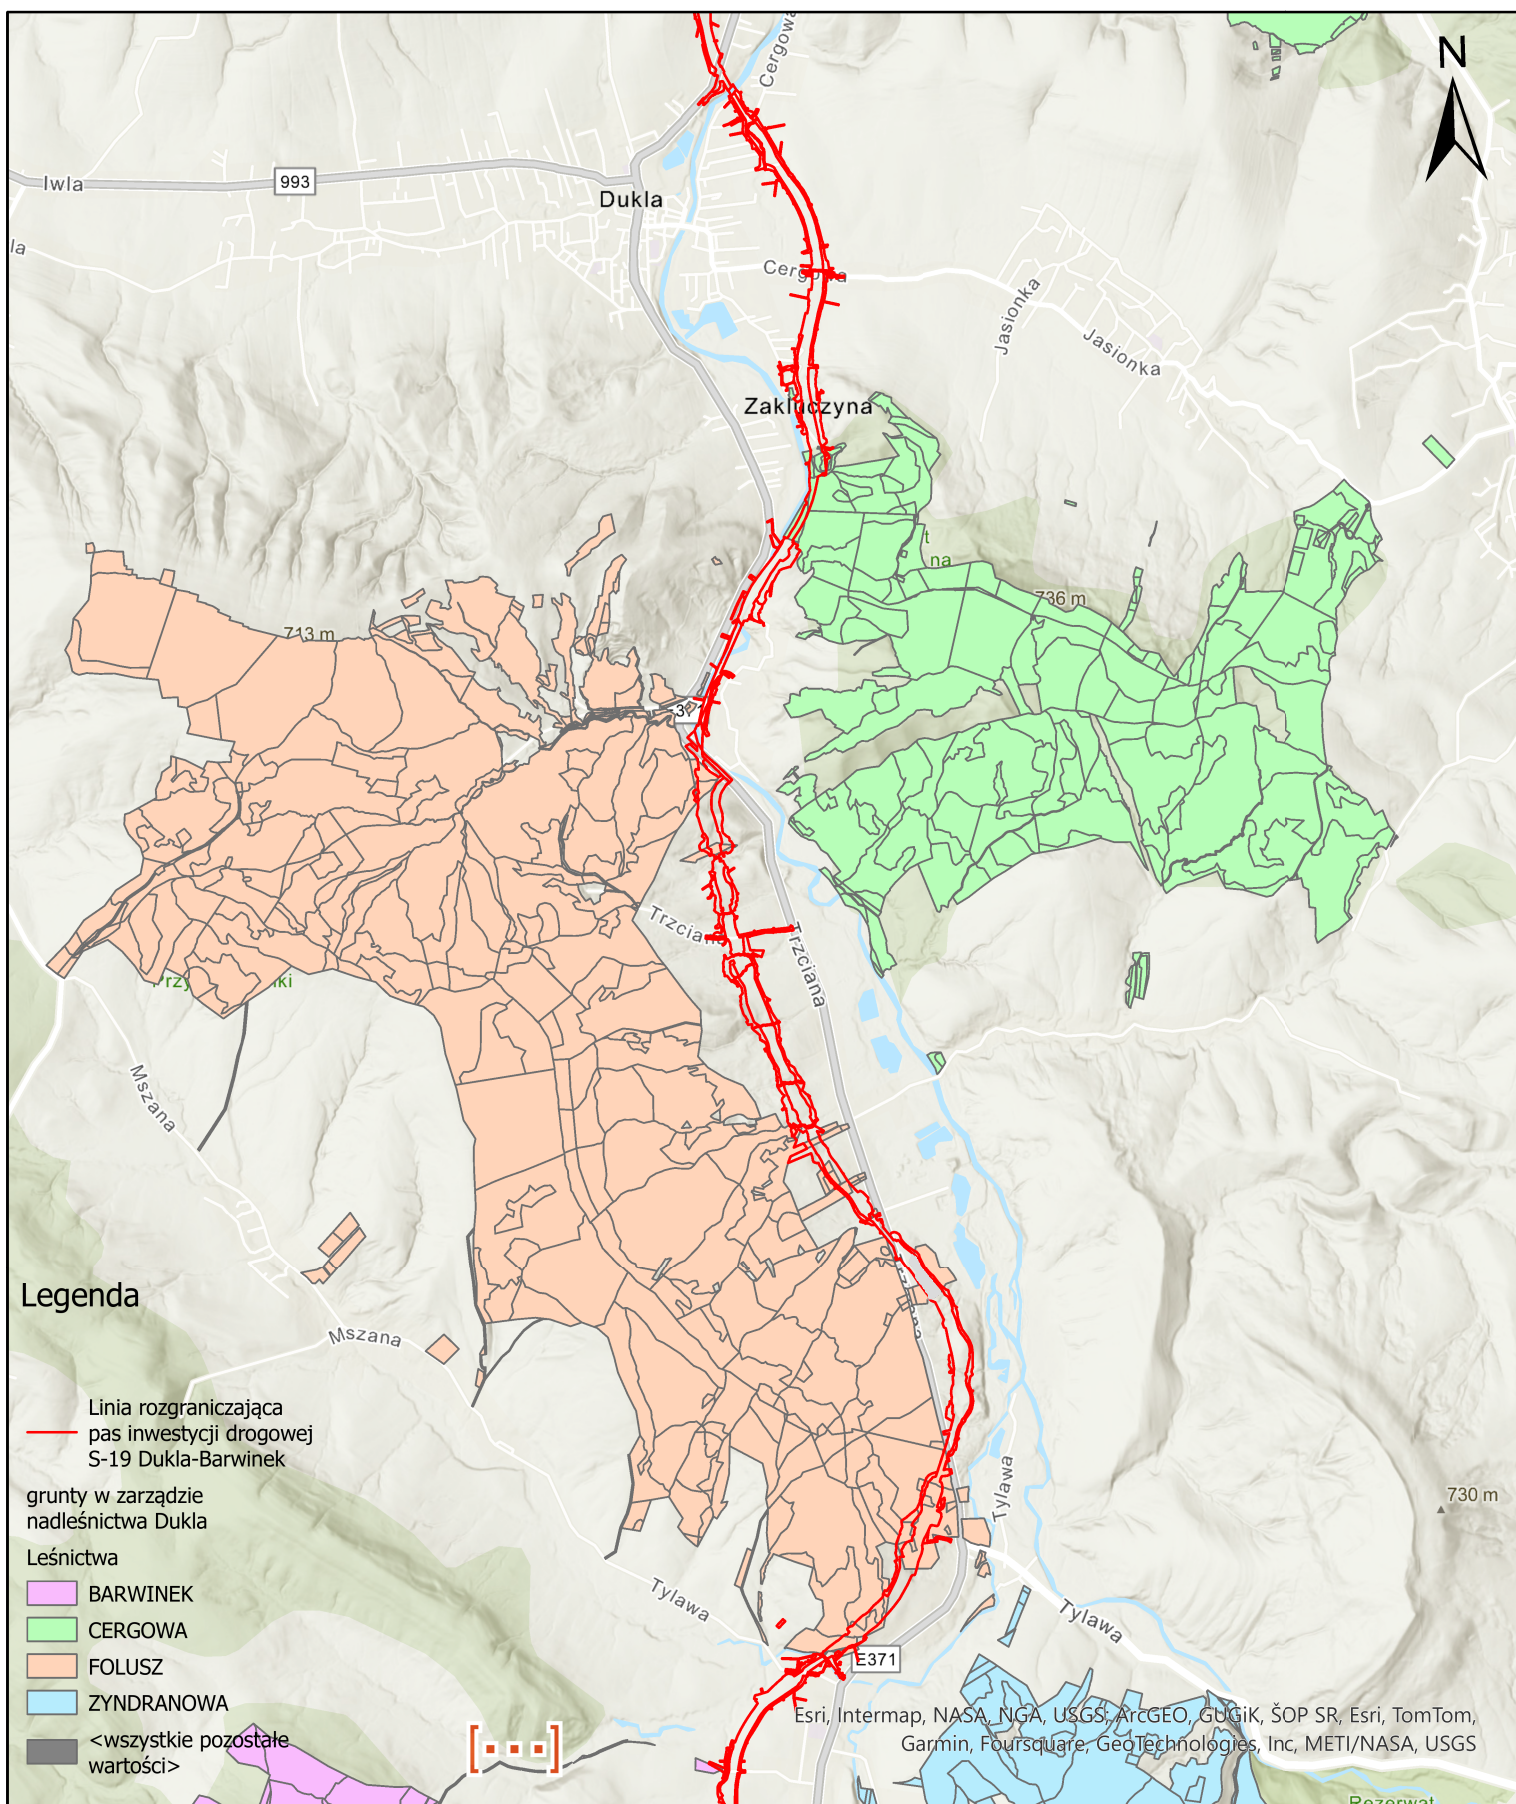 N
Cergowa
Iwla
993
Dukla
la
Cergowa
Jasionka
Jasionka
Zakluczyna
t
na
736 m
713 m
Trzciana
Trzciana
Przy
ki
Mszana
Legenda
Trzciana
Mszana
Linia rozgraniczająca
pas inwestycji drogowej
S-19 Dukla-Barwinek
grunty w zarządzie
nadleśnictwa Dukla
Leśnictwa
BARWINEK
CERGOWA
FOLUSZ
ZYNDRANOWA
<wszystkie pozostałe
wartości>
Tylawa
730 m
Tylawa
Tylawa
E371
[...]
Esri, Intermap, NASA, NGA, USGS; ArcGEO, GUGiK, ŠOP SR, Esri, TomTom,
Garmin, Foursquare, GeoTechnologies, Inc, METI/NASA, USGS
Rezerwat